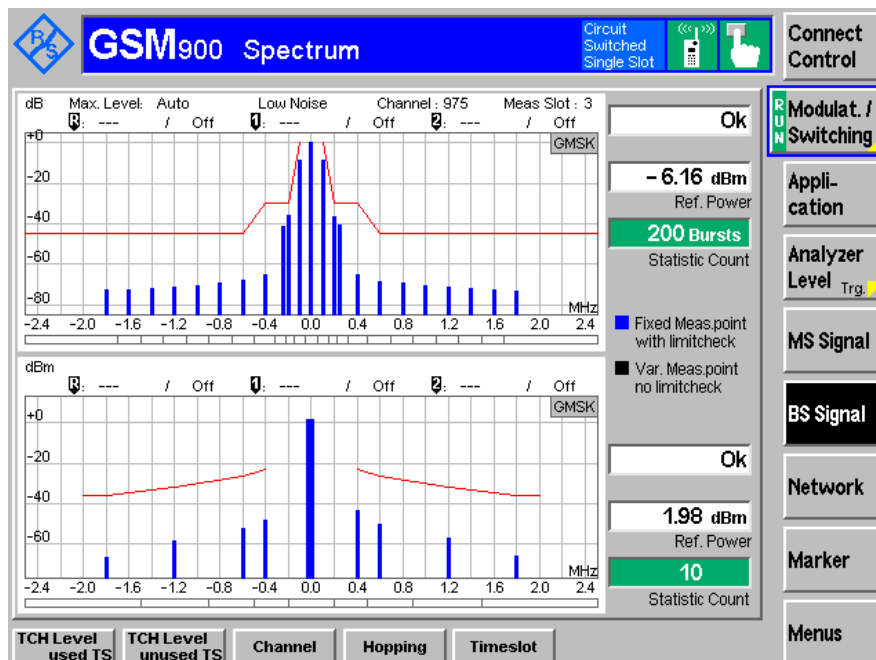 R/S
GSM900 Spectrum
Circuit Switched Single Slot
Connect Control
dB Max. Level: Auto Low Noise Channel : 975 Meas Slot : 3
R: --- / Off 1: --- / Off 2: --- / Off
GMSK
+0
-20
-40
-60
-80
MHz
-2.4 -2.0 -1.6 -1.2 -0.8 -0.4 0.0 0.4 0.8 1.2 1.6 2.0 2.4
Ok
- 6.16 dBm
Ref. Power
200 Bursts
Statistic Count
Fixed Meas.point
with limitcheck
Var. Meas.point
no limitcheck
dBm
R: --- / Off 1: --- / Off 2: --- / Off
GMSK
+0
-20
-40
-60
MHz
-2.4 -2.0 -1.6 -1.2 -0.8 -0.4 0.0 0.4 0.8 1.2 1.6 2.0 2.4
Ok
1.98 dBm
Ref. Power
10
Statistic Count
RUN
Modulat. /
Switching
Appli-
cation
Analyzer
Level Trg.
MS Signal
BS Signal
Network
Marker
Menus
TCH Level
used TS
TCH Level
unused TS
Channel
Hopping
Timeslot